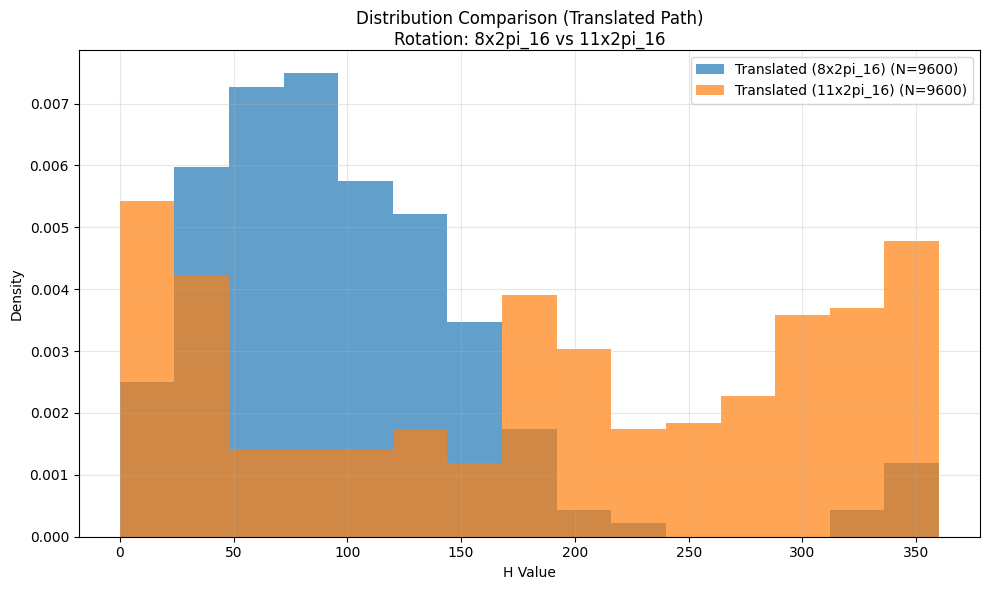 Distribution Comparison (Translated Path)
Rotation: 8x2pi_16 vs 11x2pi_16
Translated (8x2pi_16) (N=9600)
Translated (11x2pi_16) (N=9600)
Density
0.007
0.006
0.005
0.004
0.003
0.002
0.001
0.000
0 50 100 150 200 250 300 350
H Value